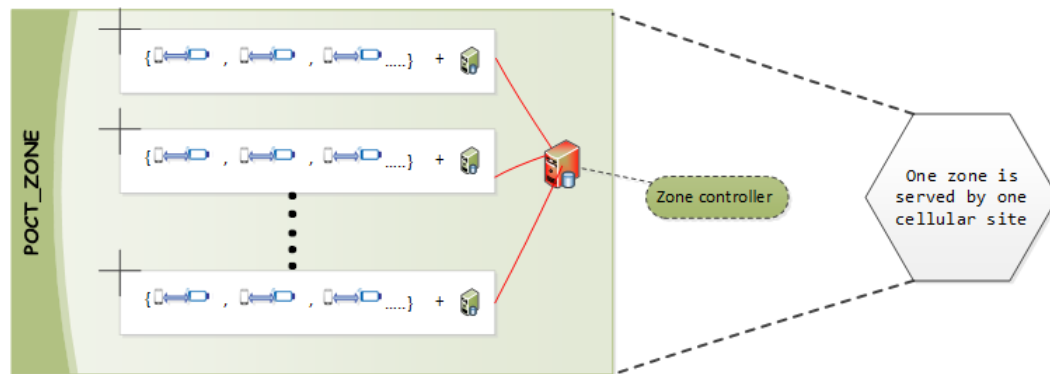 POCT_ZONE
{ , , .....} +
{ , , .....} +
{ , , .....} +
Zone controller
One zone is
served by one
cellular site